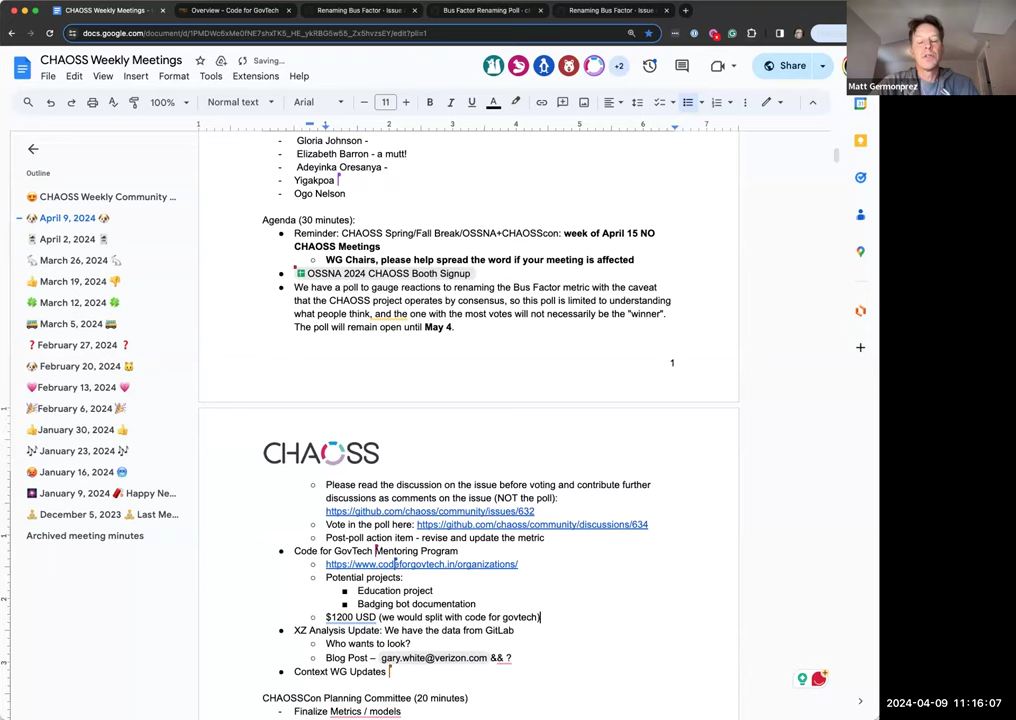 CHAOSS Weekly Meetings -
Overview - Code for GovTech
Renaming Bus Factor · Issue
Bus Factor Renaming Poll · c
Renaming Bus Factor · Issue
CHAOSS Weekly Meetings
Saving...
File Edit View Insert Format Tools Extensions Help
+2
Share
100%
Normal text
Arial
11
Matt Germonprez
1 1 2 3 4 5 6 7
Outline
CHAOSS Weekly Community ...
April 9, 2024
April 2, 2024
March 26, 2024
March 19, 2024
March 12, 2024
March 5, 2024
February 27, 2024
February 20, 2024
February 13, 2024
February 6, 2024
January 30, 2024
January 23, 2024
January 16, 2024
January 9, 2024 Happy Ne...
December 5, 2023 Last Me...
Archived meeting minutes
- Gloria Johnson -
- Elizabeth Barron - a mutt!
- Adeyinka Oresanya -
- Yigakpoa
- Ogo Nelson
Agenda (30 minutes):
● Reminder: CHAOSS Spring/Fall Break/OSSNA+CHAOSScon: week of April 15 NO
CHAOSS Meetings
○ WG Chairs, please help spread the word if your meeting is affected
● OSSNA 2024 CHAOSS Booth Signup
● We have a poll to gauge reactions to renaming the Bus Factor metric with the caveat
that the CHAOSS project operates by consensus, so this poll is limited to understanding
what people think, and the one with the most votes will not necessarily be the "winner".
The poll will remain open until May 4.
1
CHAOSS
○ Please read the discussion on the issue before voting and contribute further
discussions as comments on the issue (NOT the poll):
https://github.com/chaoss/community/issues/632
○ Vote in the poll here: https://github.com/chaoss/community/discussions/634
○ Post-poll action item - revise and update the metric
● Code for GovTech Mentoring Program
○ https://www.codeforgovtech.in/organizations/
○ Potential projects:
■ Education project
■ Badging bot documentation
○ $1200 USD (we would split with code for govtech)
● XZ Analysis Update: We have the data from GitLab
○ Who wants to look?
○ Blog Post – gary.white@verizon.com && ?
● Context WG Updates
CHAOSSCon Planning Committee (20 minutes)
- Finalize Metrics / models
2024-04-09 11:16:07